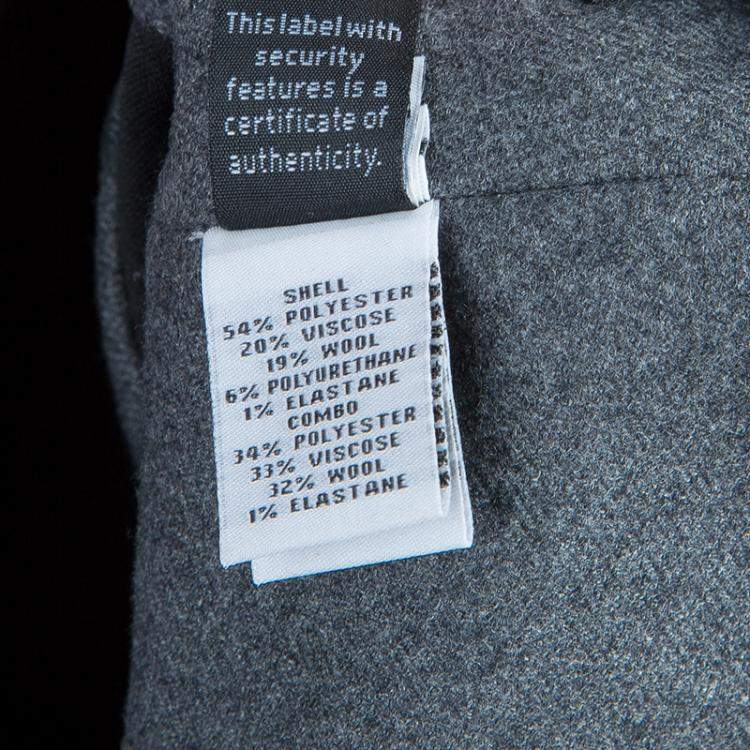 This label with
security
features is a
certificate of
authenticity.
SHELL
54% POLYESTER
20% VISCOSE
19% WOOL
6% POLYURETHANE
1% ELASTANE
COMBO
34% POLYESTER
33% VISCOSE
32% WOOL
1% ELASTANE